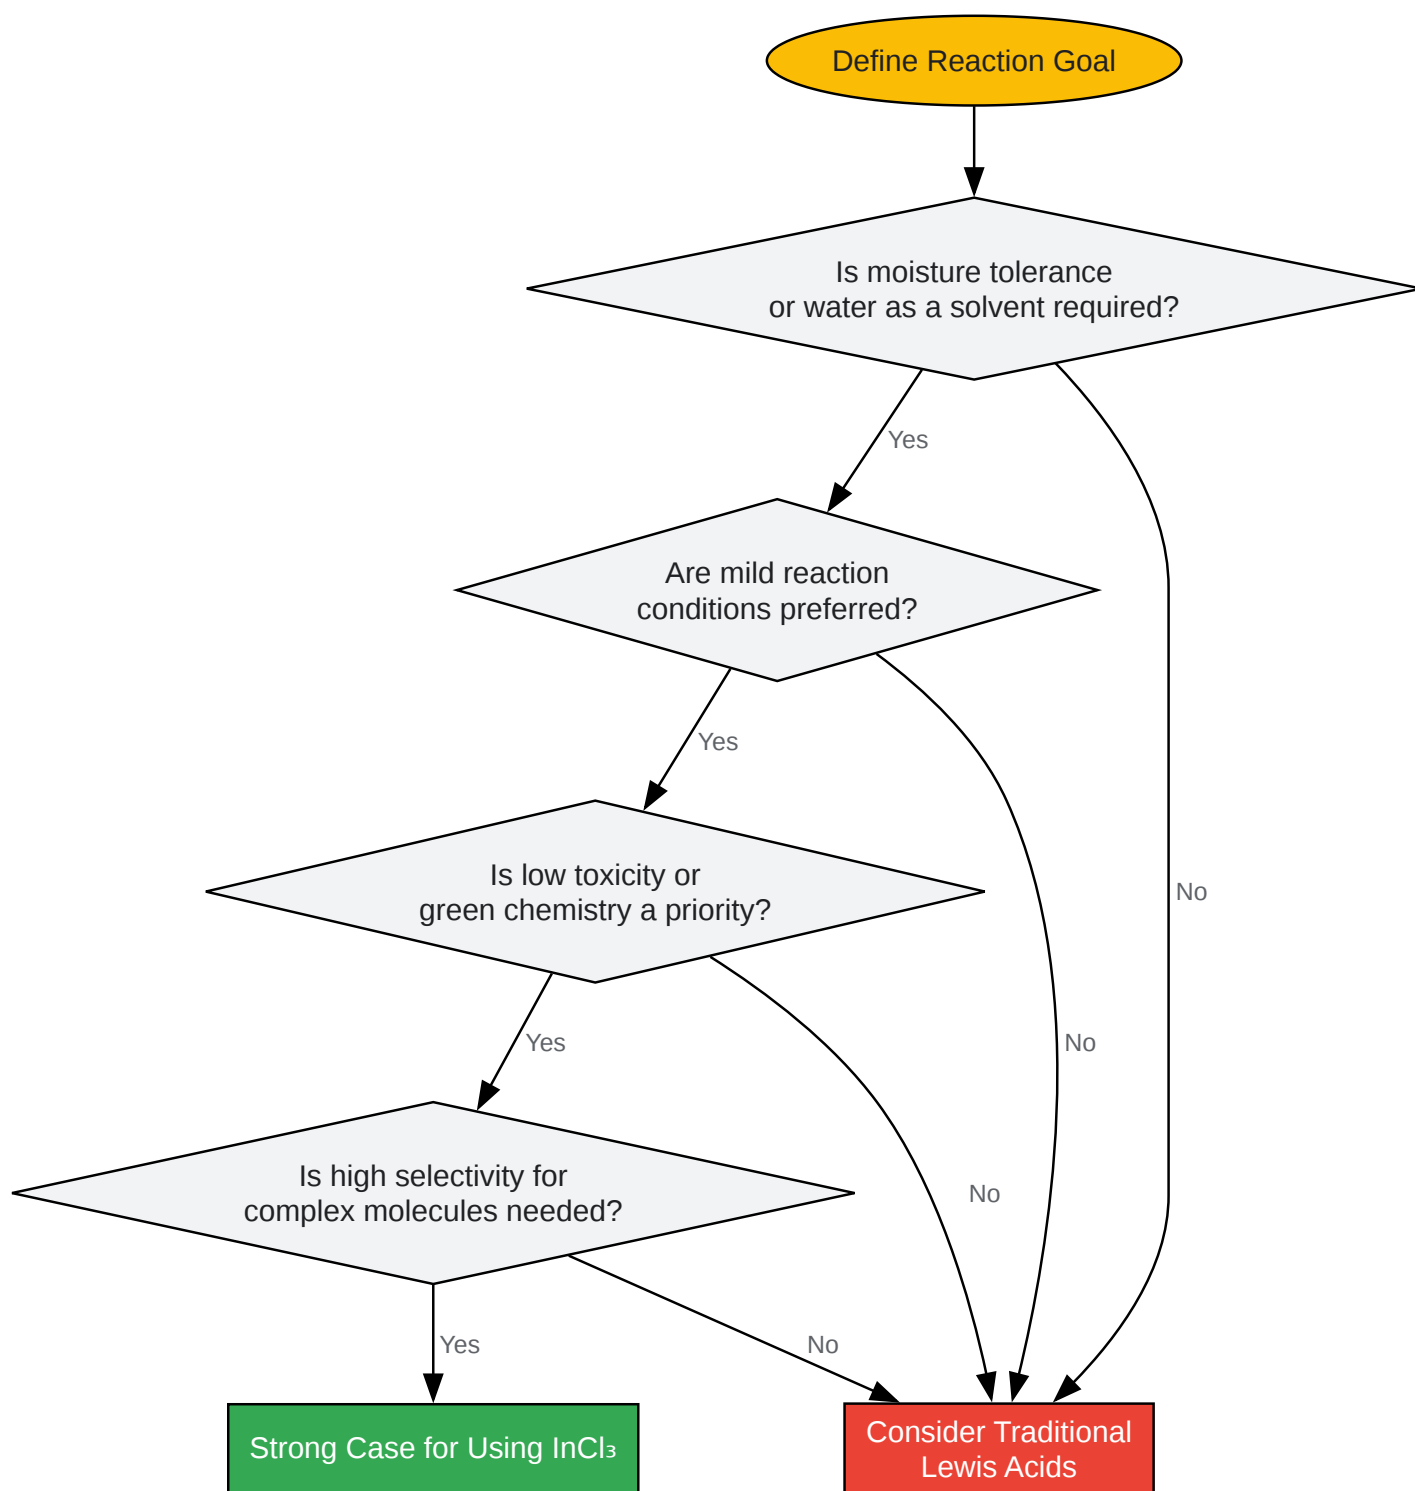 Define Reaction Goal
Is moisture tolerance
or water as a solvent required?
Yes
Are mild reaction
conditions preferred?
Yes
Is low toxicity or
green chemistry a priority?
No
Yes
No
Is high selectivity for
complex molecules needed?
No
Yes
No
Strong Case for Using InCl₃
Consider Traditional
Lewis Acids